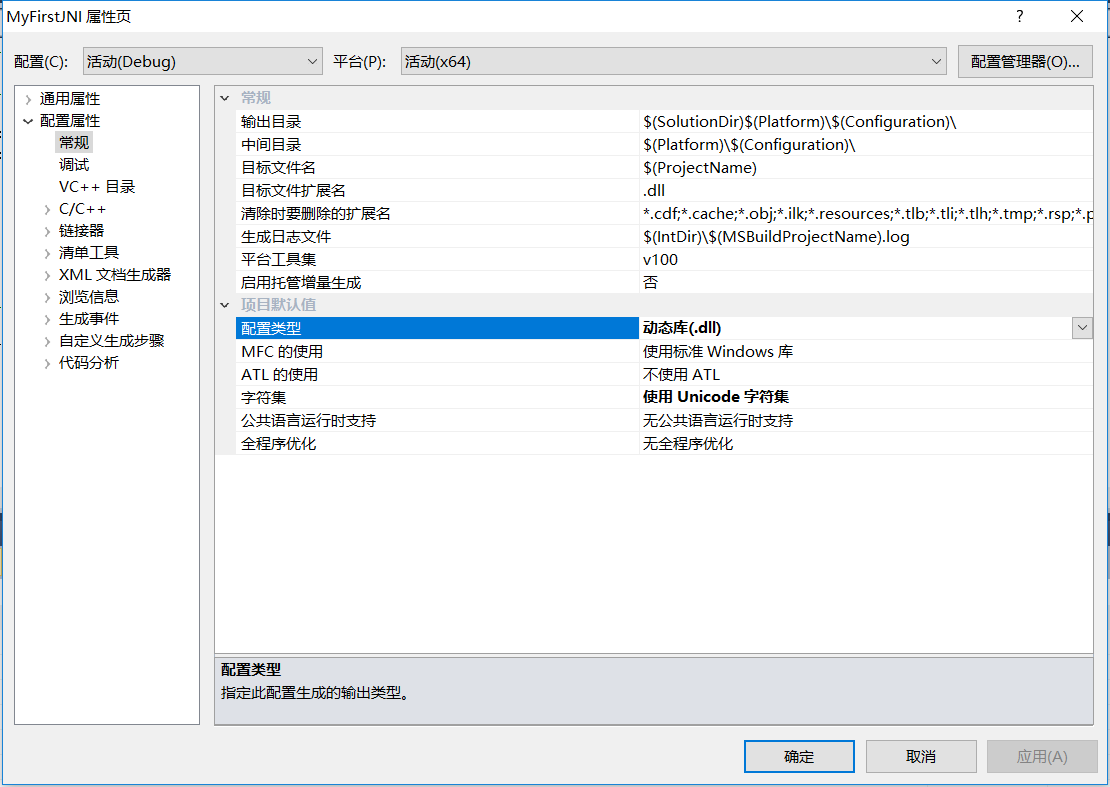 MyFirstJNI 属性页
?
配置(C): 活动(Debug) 平台(P): 活动(x64) 配置管理器(O)...
通用属性
配置属性
常规
调试
VC++ 目录
C/C++
链接器
清单工具
XML 文档生成器
浏览信息
生成事件
自定义生成步骤
代码分析
常规
输出目录 $(SolutionDir)$(Platform)\$(Configuration)\
中间目录 $(Platform)\$(Configuration)\
目标文件名 $(ProjectName)
目标文件扩展名 .dll
清除时要删除的扩展名 *.cdf;*.cache;*.obj;*.ilk;*.resources;*.tlb;*.tli;*.tlh;*.tmp;*.rsp;*.p
生成日志文件 $(IntDir)\$(MSBuildProjectName).log
平台工具集 v100
启用托管增量生成 否
项目默认值
配置类型 动态库(.dll)
MFC 的使用 使用标准 Windows 库
ATL 的使用 不使用 ATL
字符集 使用 Unicode 字符集
公共语言运行时支持 无公共语言运行时支持
全程序优化 无全程序优化
配置类型
指定此配置生成的输出类型。
确定 取消 应用(A)